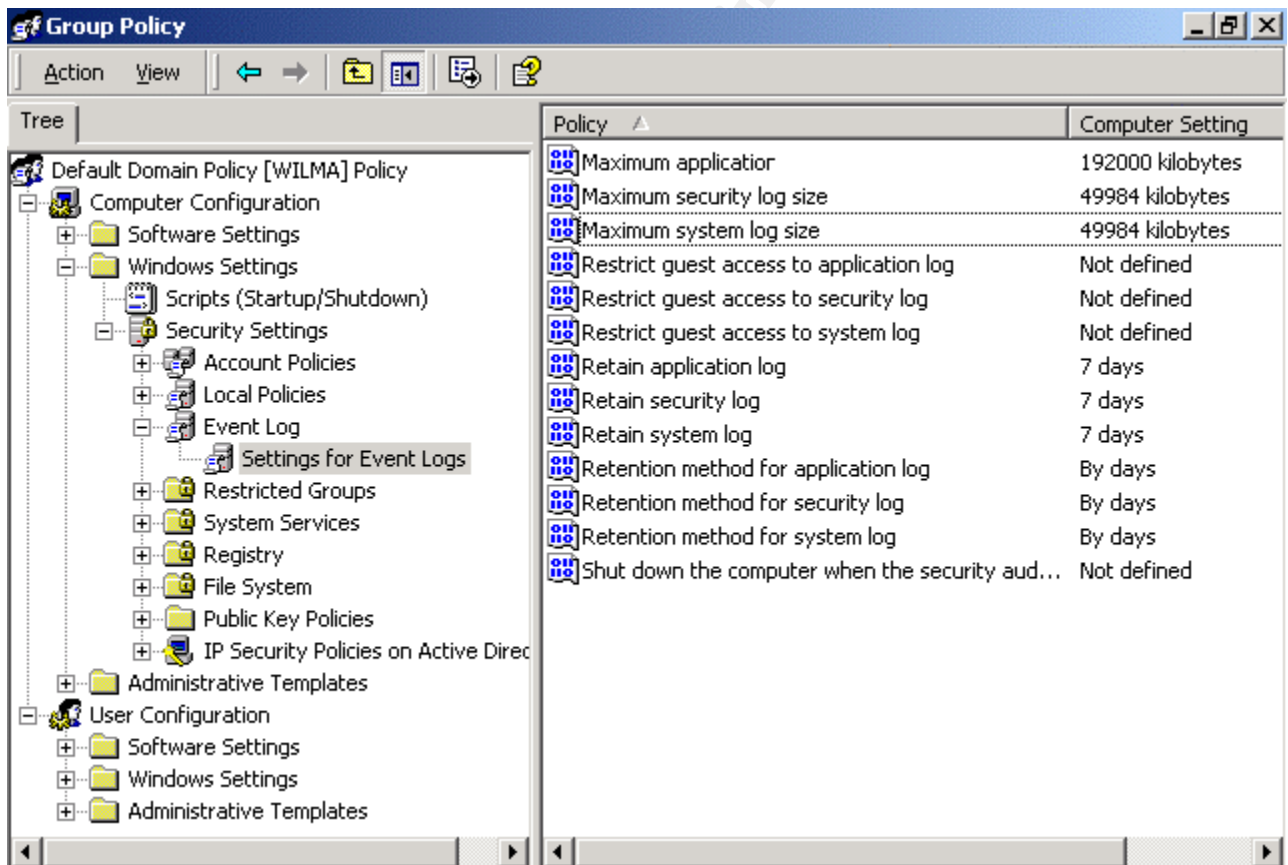 Group Policy
Action View
Tree
Default Domain Policy [WILMA] Policy
Computer Configuration
Software Settings
Windows Settings
Scripts (Startup/Shutdown)
Security Settings
Account Policies
Local Policies
Event Log
Settings for Event Logs
Restricted Groups
System Services
Registry
File System
Public Key Policies
IP Security Policies on Active Direc
Administrative Templates
User Configuration
Software Settings
Windows Settings
Administrative Templates
Policy Computer Setting
Maximum application 192000 kilobytes
Maximum security log size 49984 kilobytes
Maximum system log size 49984 kilobytes
Restrict guest access to application log Not defined
Restrict guest access to security log Not defined
Restrict guest access to system log Not defined
Retain application log 7 days
Retain security log 7 days
Retain system log 7 days
Retention method for application log By days
Retention method for security log By days
Retention method for system log By days
Shut down the computer when the security aud... Not defined